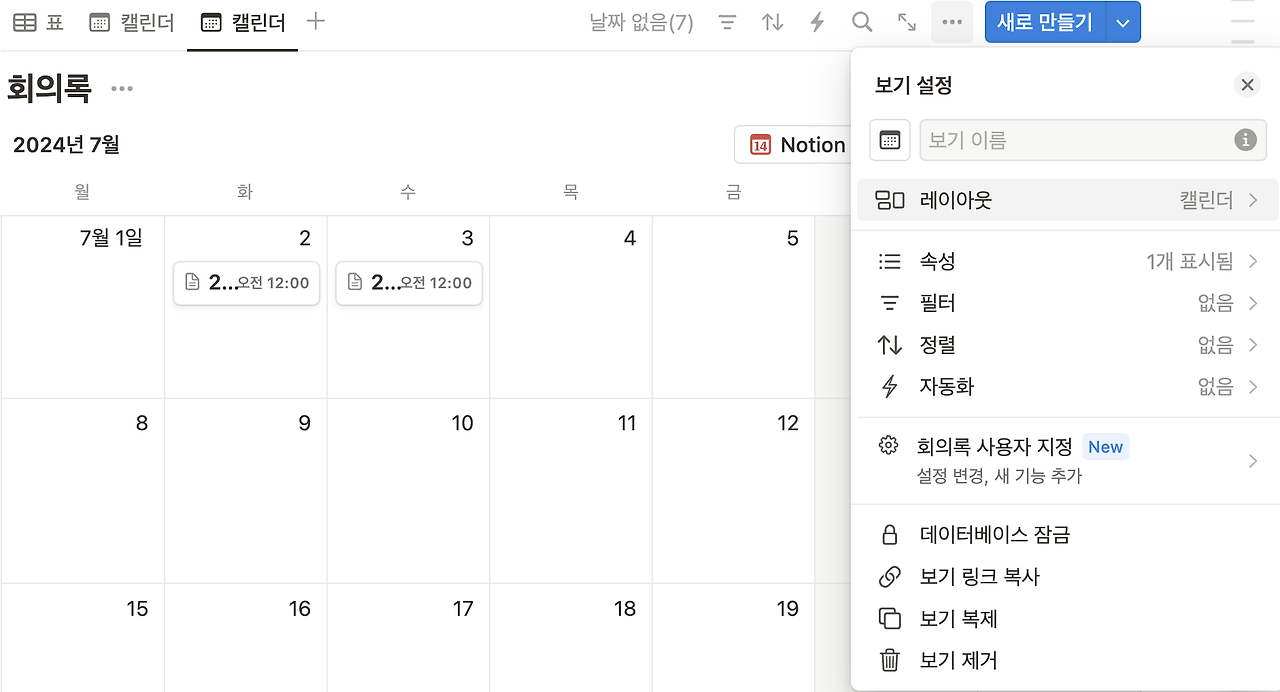 표 캘린더 캘린더 날짜 없음(7) 새로 만들기
회의록
2024년 7월 14 Notion
월 화 수 목 금
7월 1일 2 3 4 5
2... 오전 12:00 2... 오전 12:00
8 9 10 11 12
15 16 17 18 19
보기 설정
보기 이름
레이아웃 캘린더
속성 1개 표시됨
필터 없음
정렬 없음
자동화 없음
회의록 사용자 지정 New
설정 변경, 새 기능 추가
데이터베이스 잠금
보기 링크 복사
보기 복제
보기 제거